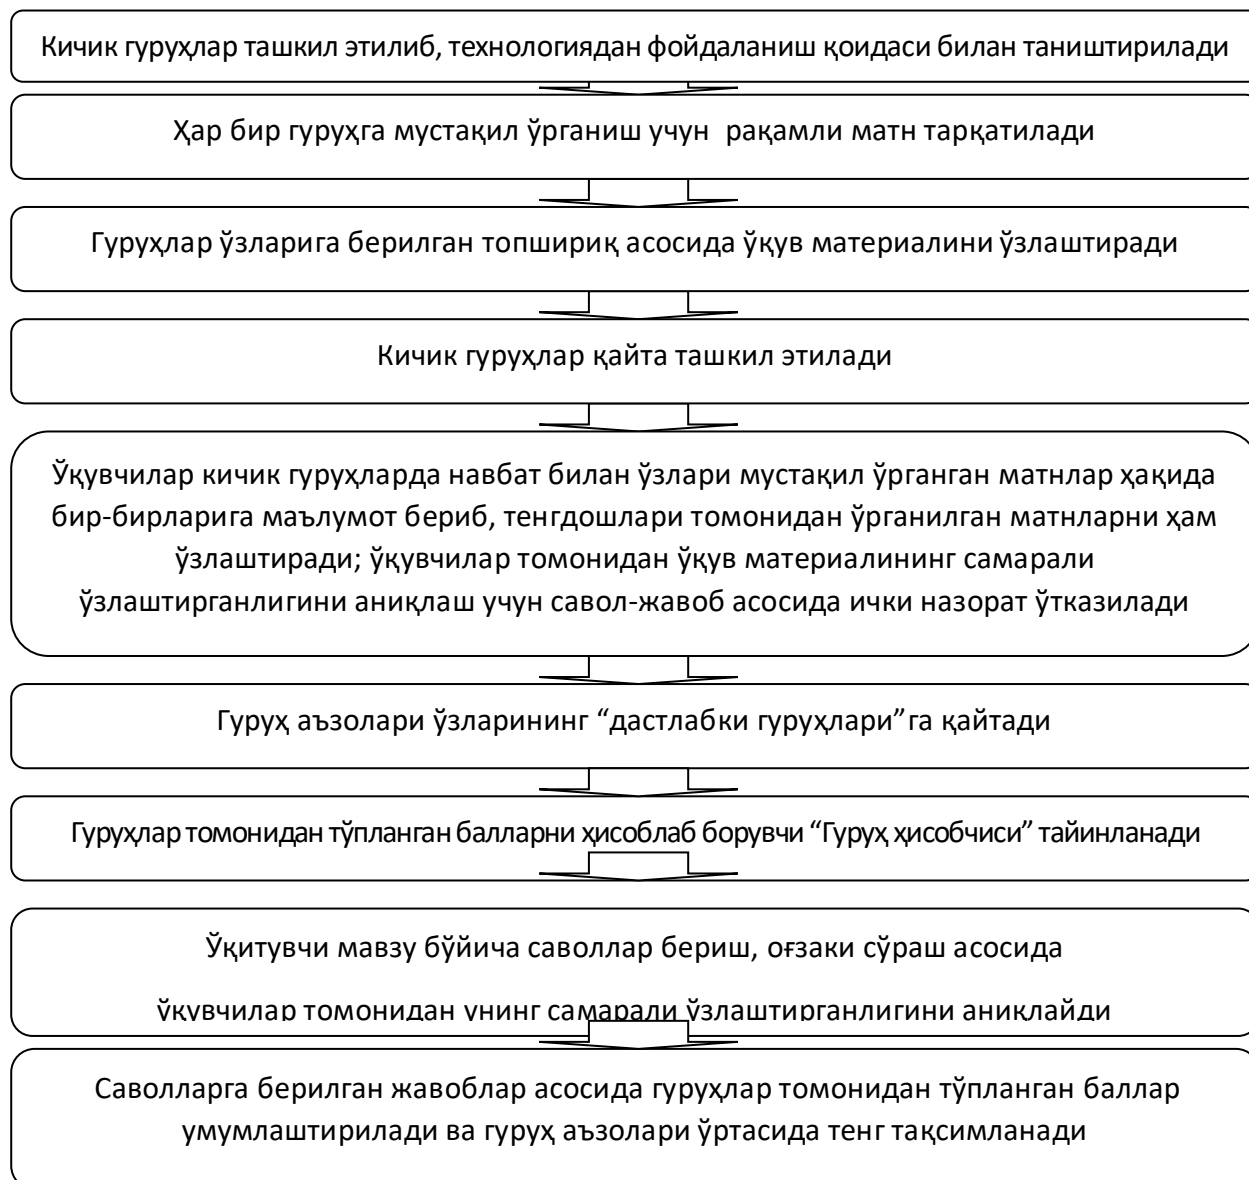 Кичик гуруҳлар ташкил этилиб, технологиядан фойдаланиш қоидаси билан таништирилади
Ҳар бир гуруҳга мустақил ўрганиш учун рақамли матн тарқатилади
Гуруҳлар ўзларига берилган топшириқ асосида ўқув материалини ўзлаштиради
Кичик гуруҳлар қайта ташкил этилади
Ўқувчилар кичик гуруҳларда навбат билан ўзлари мустақил ўрганган матнлар ҳақида
бир-бирларига маълумот бериб, тенгдошлари томонидан ўрганилган матнларни ҳам
ўзлаштиради; ўқувчилар томонидан ўқув материалининг самарали
ўзлаштирганлигини аниқлаш учун савол-жавоб асосида ички назорат ўтказилади
Гуруҳ аъзолари ўзларининг “дастлабки гуруҳлари”га қайтади
Гуруҳлар томонидан тўпланган балларни ҳисоблаб борувчи “Гуруҳ ҳисобчиси” тайинланади
Ўқитувчи мавзу бўйича саволлар бериш, оғзаки сўраш асосида
ўқувчилар томонидан унинг самарали ўзлаштирганлигини аниқлайди
Саволларга берилган жавоблар асосида гуруҳлар томонидан тўпланган баллар
умумлаштирилади ва гуруҳ аъзолари ўртасида тенг тақсимланади